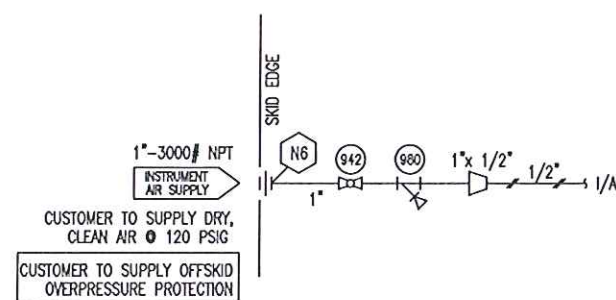 SKID EDGE
1"-3000# NPT
INSTRUMENT
AIR SUPPLY
N6
942
980
1"x 1/2"
1/2"
I/A
1"
CUSTOMER TO SUPPLY DRY,
CLEAN AIR @ 120 PSIG
CUSTOMER TO SUPPLY OFFSKID
OVERPRESSURE PROTECTION